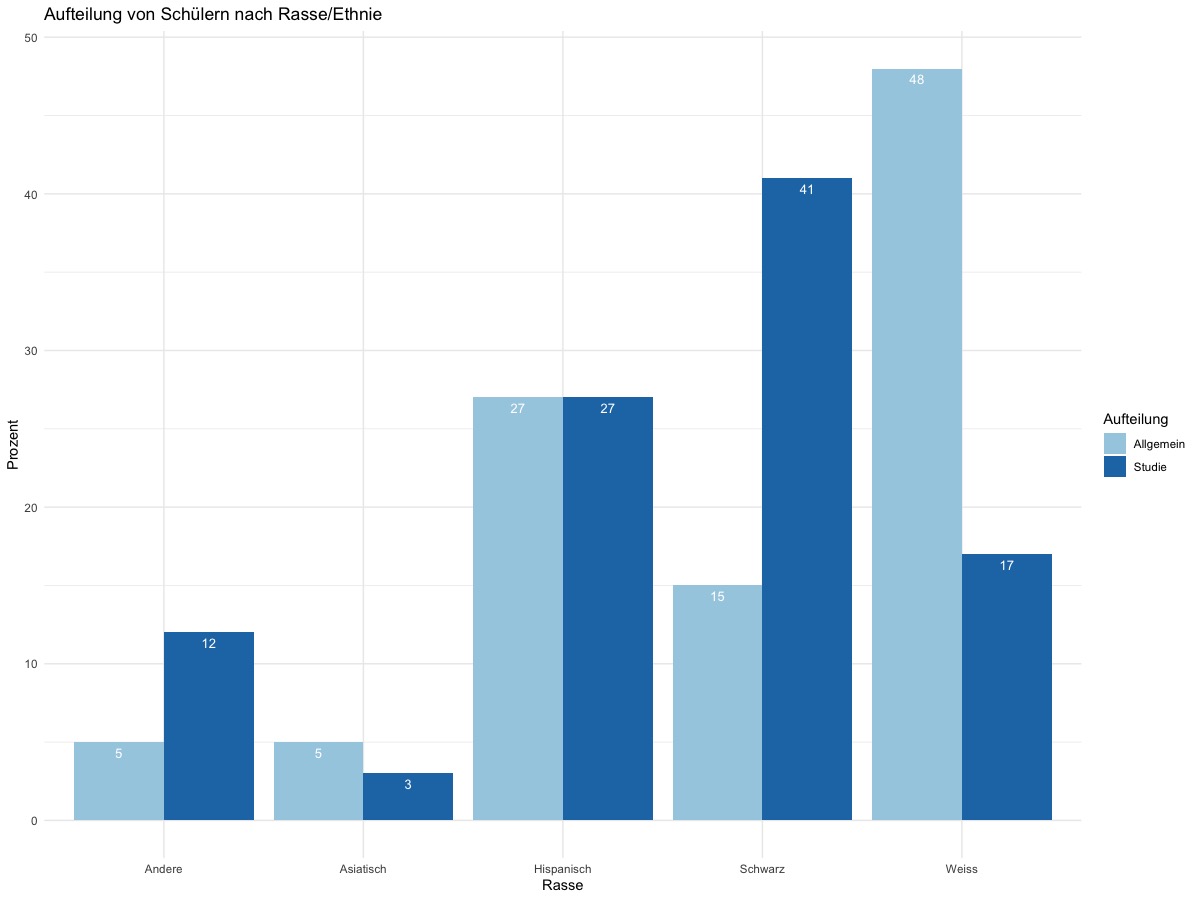 Aufteilung von Schülern nach Rasse/Ethnie
50
40
30
20
10
0
Prozent
5
12
5
3
27
27
15
41
48
17
Andere
Asiatisch
Hispanisch
Schwarz
Weiss
Rasse
Aufteilung
Allgemein
Studie